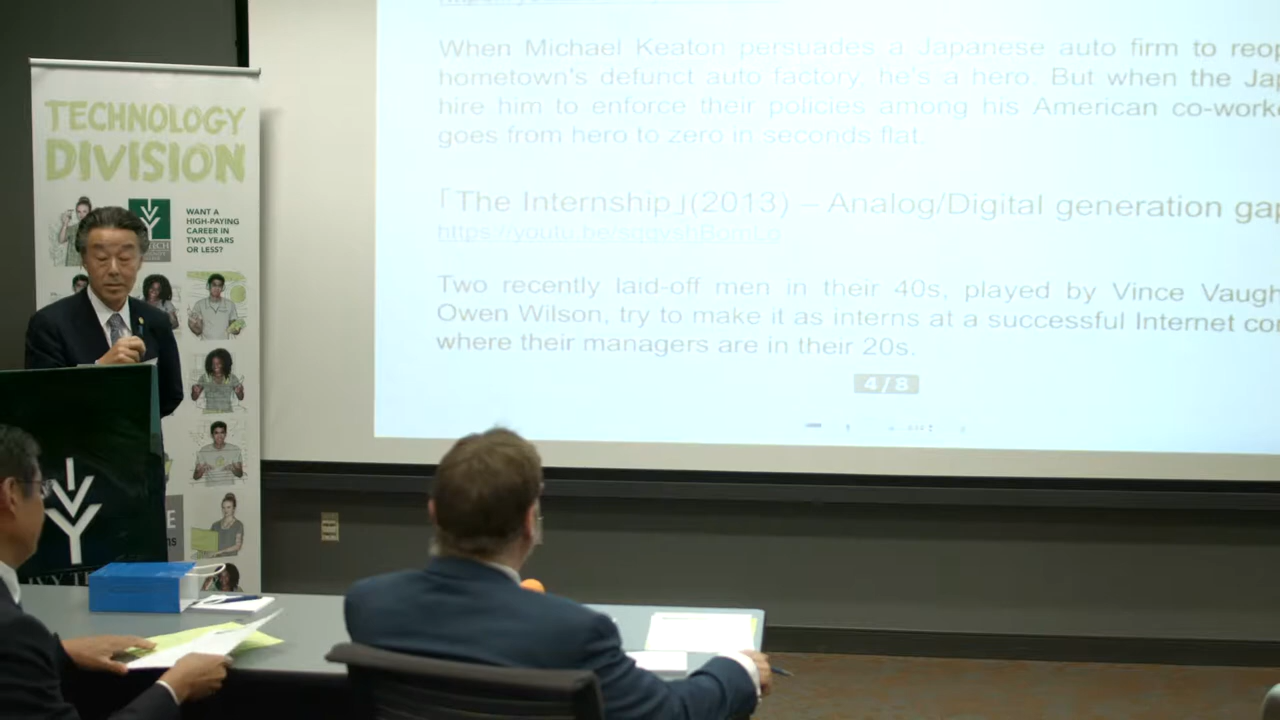 TECHNOLOGY
DIVISION
WANT A
HIGH-PAYING
CAREER IN
TWO YEARS
OR LESS?
When Michael Keaton persuades a Japanese auto firm to reop
hometown's defunct auto factory, he's a hero. But when the Jap
hire him to enforce their policies among his American co-worke
goes from hero to zero in seconds flat.
「The Internship」(2013) – Analog/Digital generation gap
Two recently laid-off men in their 40s, played by Vince Vaugh
Owen Wilson, try to make it as interns at a successful Internet con
where their managers are in their 20s.
4/8